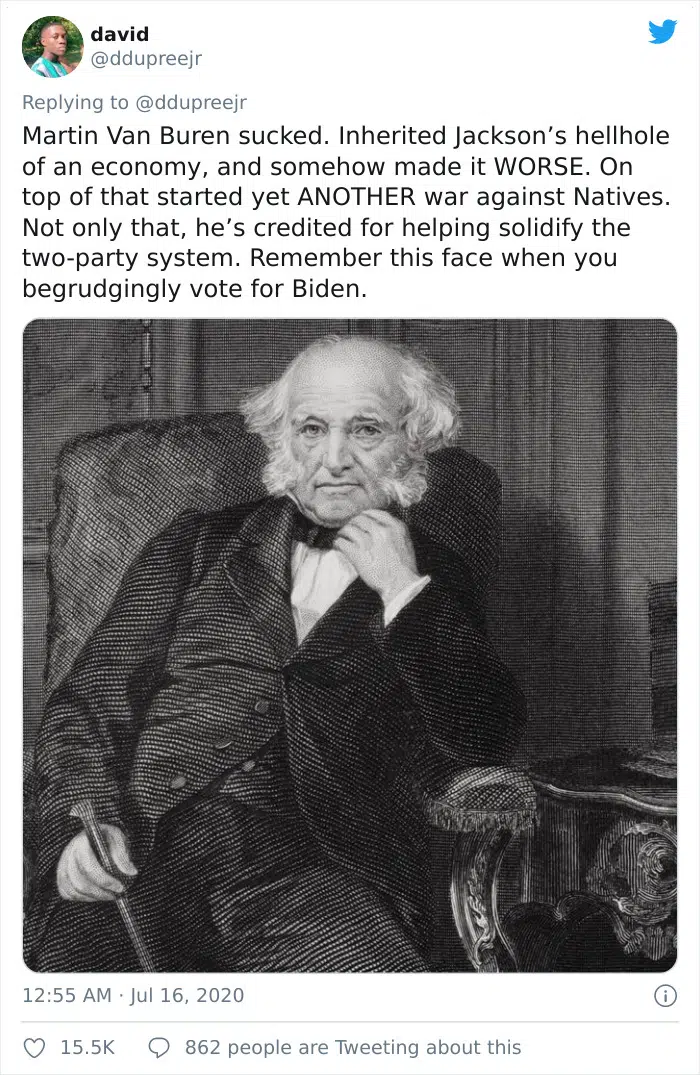 david
@ddupreejr
Replying to @ddupreejr
Martin Van Buren sucked. Inherited Jackson’s hellhole
of an economy, and somehow made it WORSE. On
top of that started yet ANOTHER war against Natives.
Not only that, he’s credited for helping solidify the
two-party system. Remember this face when you
begrudgingly vote for Biden.
12:55 AM · Jul 16, 2020
15.5K 862 people are Tweeting about this